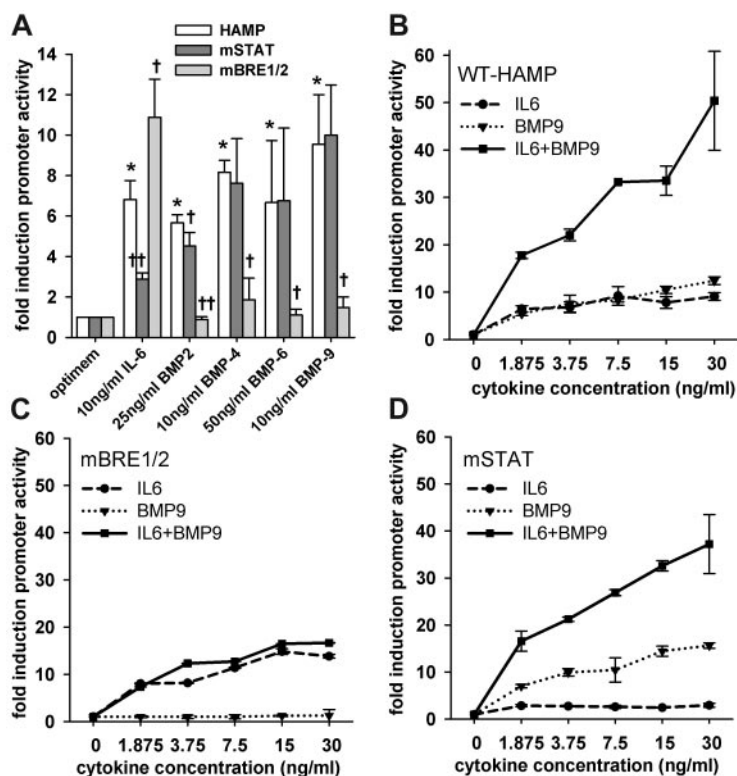 A
HAMP
mSTAT
mBRE1/2
fold induction promoter activity
14
12
10
8
6
4
2
0
*
††
†
*
†
††
*
†
*
†
*
†
optimem
10ng/ml IL-6
25ng/ml BMP2
10ng/ml BMP-4
50ng/ml BMP-6
10ng/ml BMP-9
B
WT-HAMP
IL6
BMP9
IL6+BMP9
fold induction promoter activity
60
50
40
30
20
10
0
0 1.875 3.75 7.5 15 30
cytokine concentration (ng/ml)
C
mBRE1/2
IL6
BMP9
IL6+BMP9
fold induction promoter activity
60
50
40
30
20
10
0
0 1.875 3.75 7.5 15 30
cytokine concentration (ng/ml)
D
mSTAT
IL6
BMP9
IL6+BMP9
fold induction promoter activity
60
50
40
30
20
10
0
0 1.875 3.75 7.5 15 30
cytokine concentration (ng/ml)